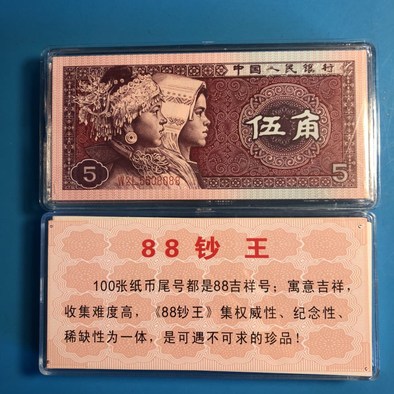 中国人民银行
伍角
5
5
88钞王
100张纸币尾号都是88吉祥号；寓意吉祥，
收集难度高，《88钞王》集权威性、纪念性、
稀缺性为一体，是可遇不可求的珍品！